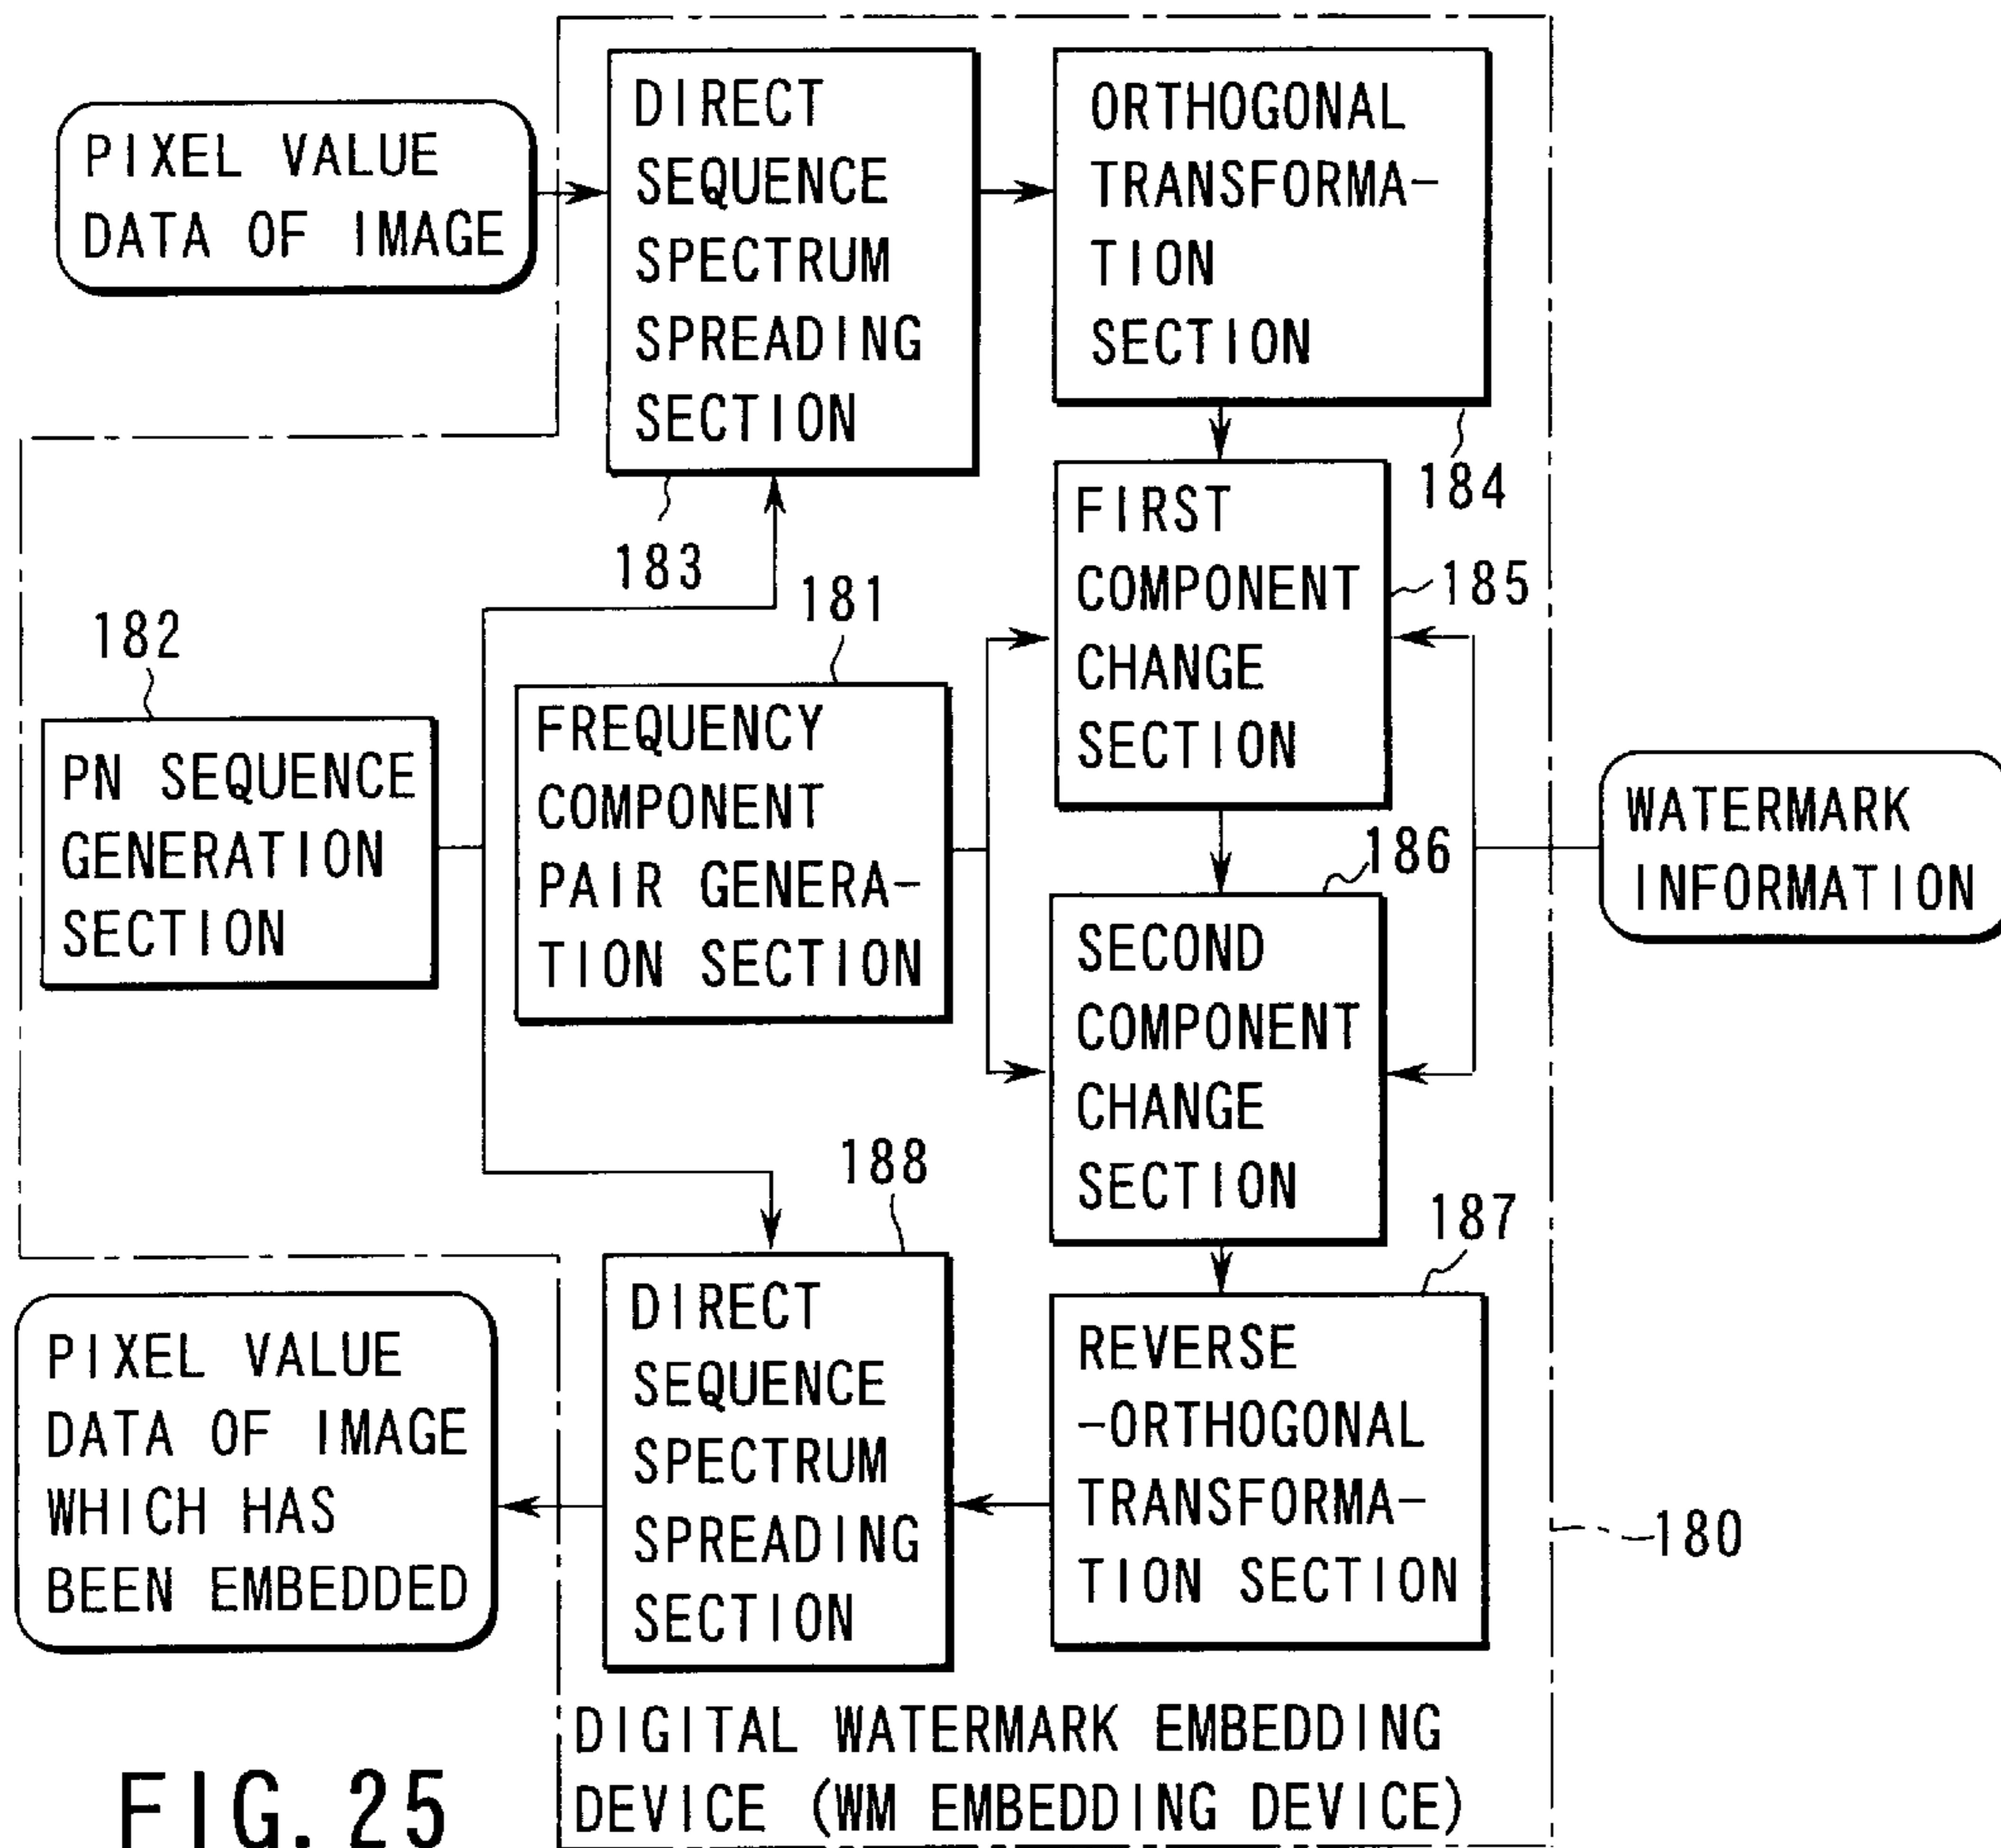 PIXEL VALUE
DATA OF IMAGE
DIRECT
SEQUENCE
SPECTRUM
SPREADING
SECTION
183
ORTHOGONAL
TRANSFORMA-
TION
SECTION
184
FIRST
COMPONENT
CHANGE
SECTION
185
182
PN SEQUENCE
GENERATION
SECTION
181
FREQUENCY
COMPONENT
PAIR GENERA-
TION SECTION
WATERMARK
INFORMATION
186
SECOND
COMPONENT
CHANGE
SECTION
187
REVERSE
-ORTHOGONAL
TRANSFORMA-
TION SECTION
188
DIRECT
SEQUENCE
SPECTRUM
SPREADING
SECTION
PIXEL VALUE
DATA OF IMAGE
WHICH HAS
BEEN EMBEDDED
180
DIGITAL WATERMARK EMBEDDING
DEVICE (WM EMBEDDING DEVICE)
FIG. 25